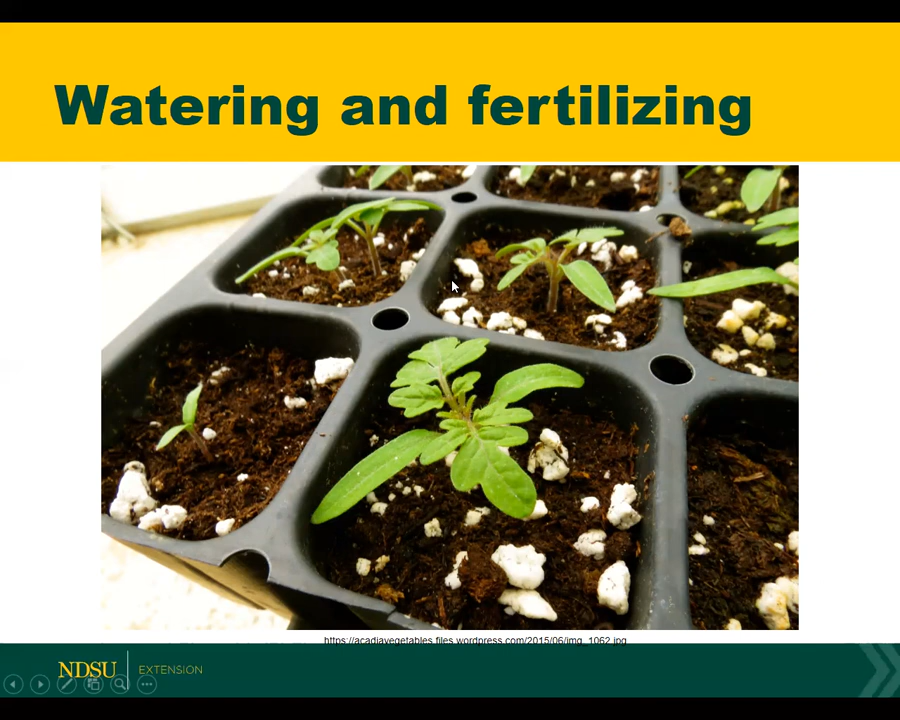 Watering and fertilizing
https://acadiavegetables.files.wordpress.com/2015/06/img_1062.jpg
NDSU EXTENSION